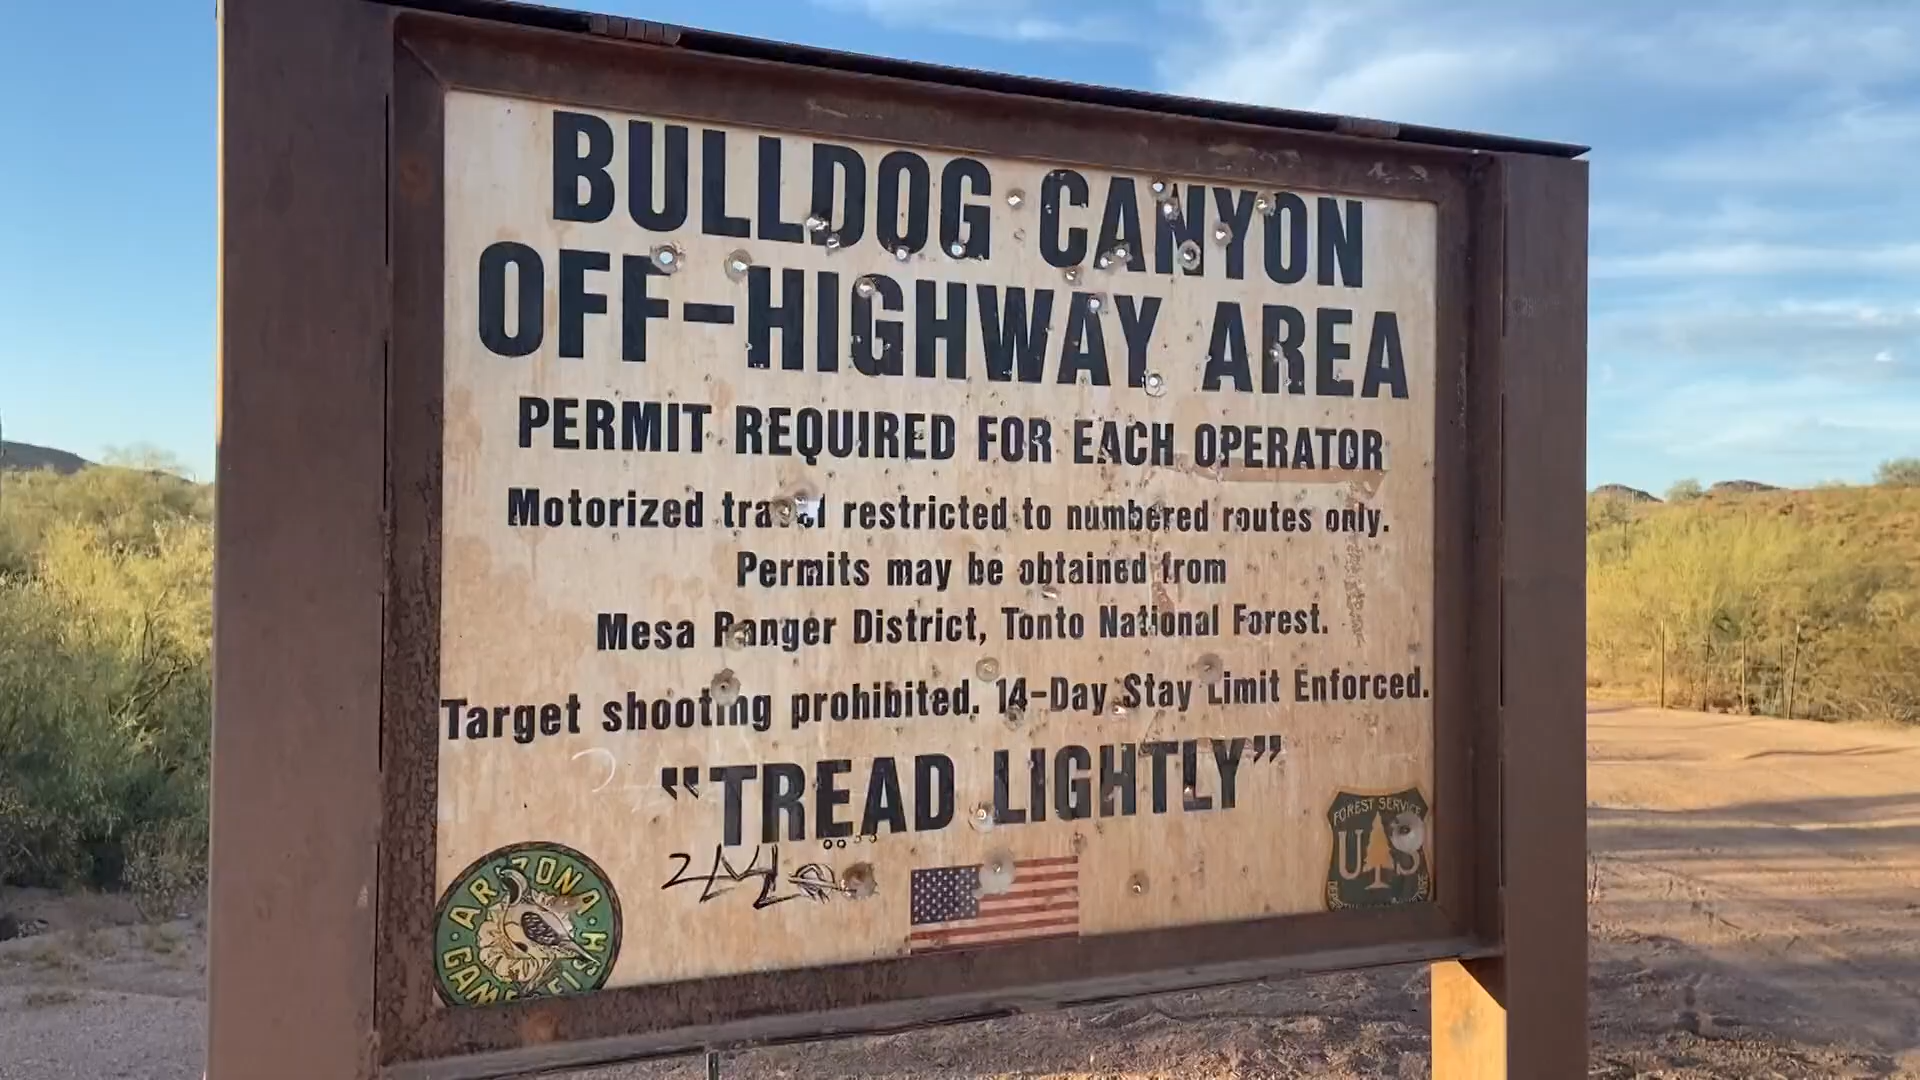 BULLDOG CANYON
OFF-HIGHWAY AREA
PERMIT REQUIRED FOR EACH OPERATOR
Motorized travel restricted to numbered routes only.
Permits may be obtained from
Mesa Ranger District, Tonto National Forest.
Target shooting prohibited. 14-Day Stay Limit Enforced.
"TREAD LIGHTLY"
ARIZONA GAME FISH
FOREST SERVICE
US